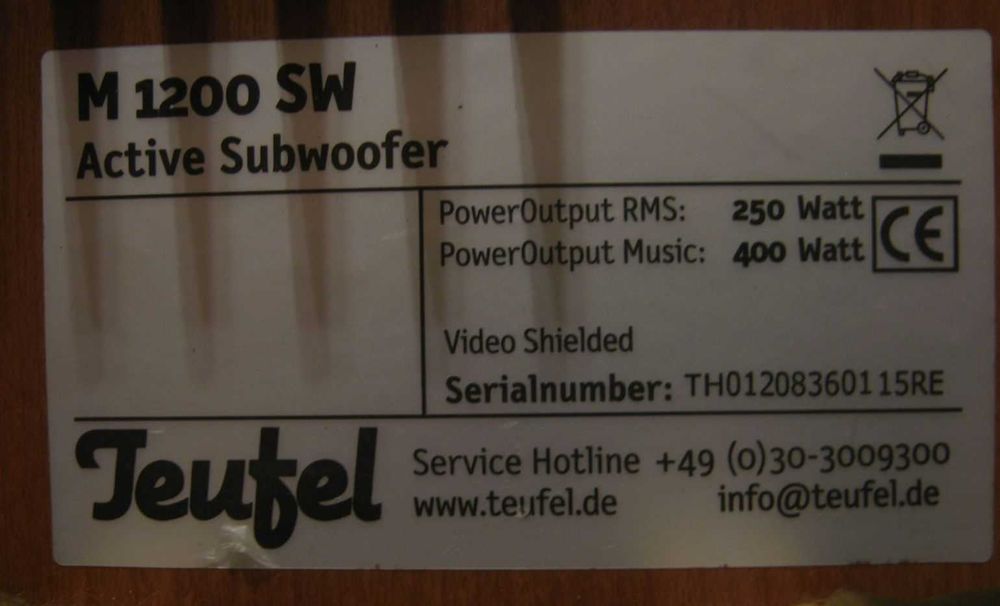 M 1200 SW
Active Subwoofer
PowerOutput RMS: 250 Watt
PowerOutput Music: 400 Watt
CE
Video Shielded
Serialnumber: TH01208360115RE
Teufel
Service Hotline +49 (0)30-3009300
www.teufel.de info@teufel.de